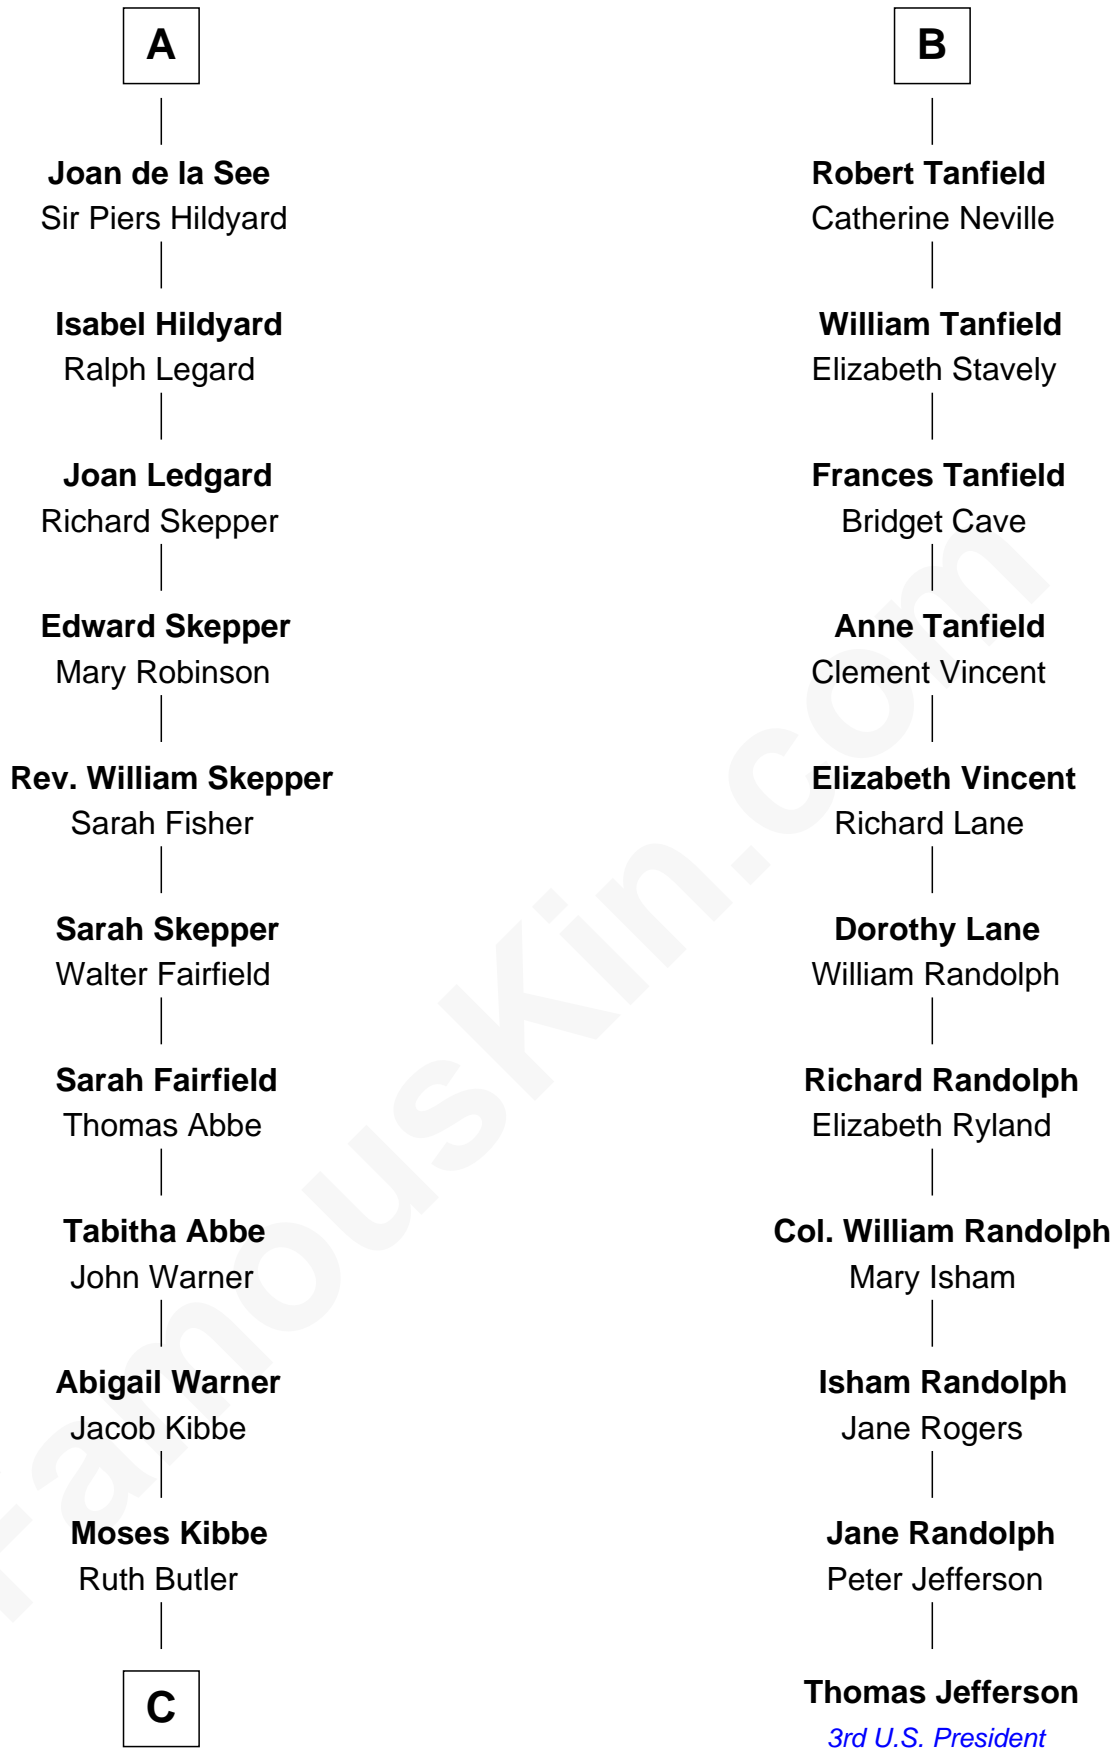 A
Joan de la See
Sir Piers Hildyard
Isabel Hildyard
Ralph Legard
Joan Ledgard
Richard Skepper
Edward Skepper
Mary Robinson
Rev. William Skepper
Sarah Fisher
Sarah Skepper
Walter Fairfield
Sarah Fairfield
Thomas Abbe
Tabitha Abbe
John Warner
Abigail Warner
Jacob Kibbe
Moses Kibbe
Ruth Butler
C
B
Robert Tanfield
Catherine Neville
William Tanfield
Elizabeth Stavely
Frances Tanfield
Bridget Cave
Anne Tanfield
Clement Vincent
Elizabeth Vincent
Richard Lane
Dorothy Lane
William Randolph
Richard Randolph
Elizabeth Ryland
Col. William Randolph
Mary Isham
Isham Randolph
Jane Rogers
Jane Randolph
Peter Jefferson
Thomas Jefferson
3rd U.S. President
FamousKin.com